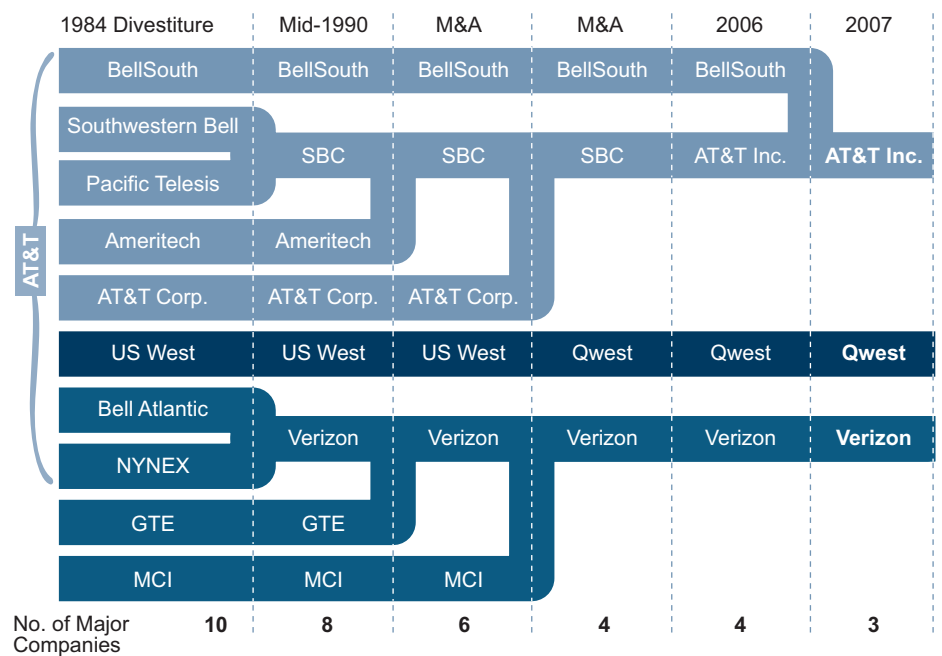 1984 Divestiture Mid-1990 M&A M&A 2006 2007
BellSouth BellSouth BellSouth BellSouth BellSouth
Southwestern Bell
SBC SBC SBC AT&T Inc. AT&T Inc.
Pacific Telesis
Ameritech Ameritech
AT&T
AT&T Corp. AT&T Corp. AT&T Corp.
US West US West US West Qwest Qwest Qwest
Bell Atlantic
Verizon Verizon Verizon Verizon Verizon
NYNEX
GTE GTE
MCI MCI MCI
No. of Major 10 8 6 4 4 3
Companies